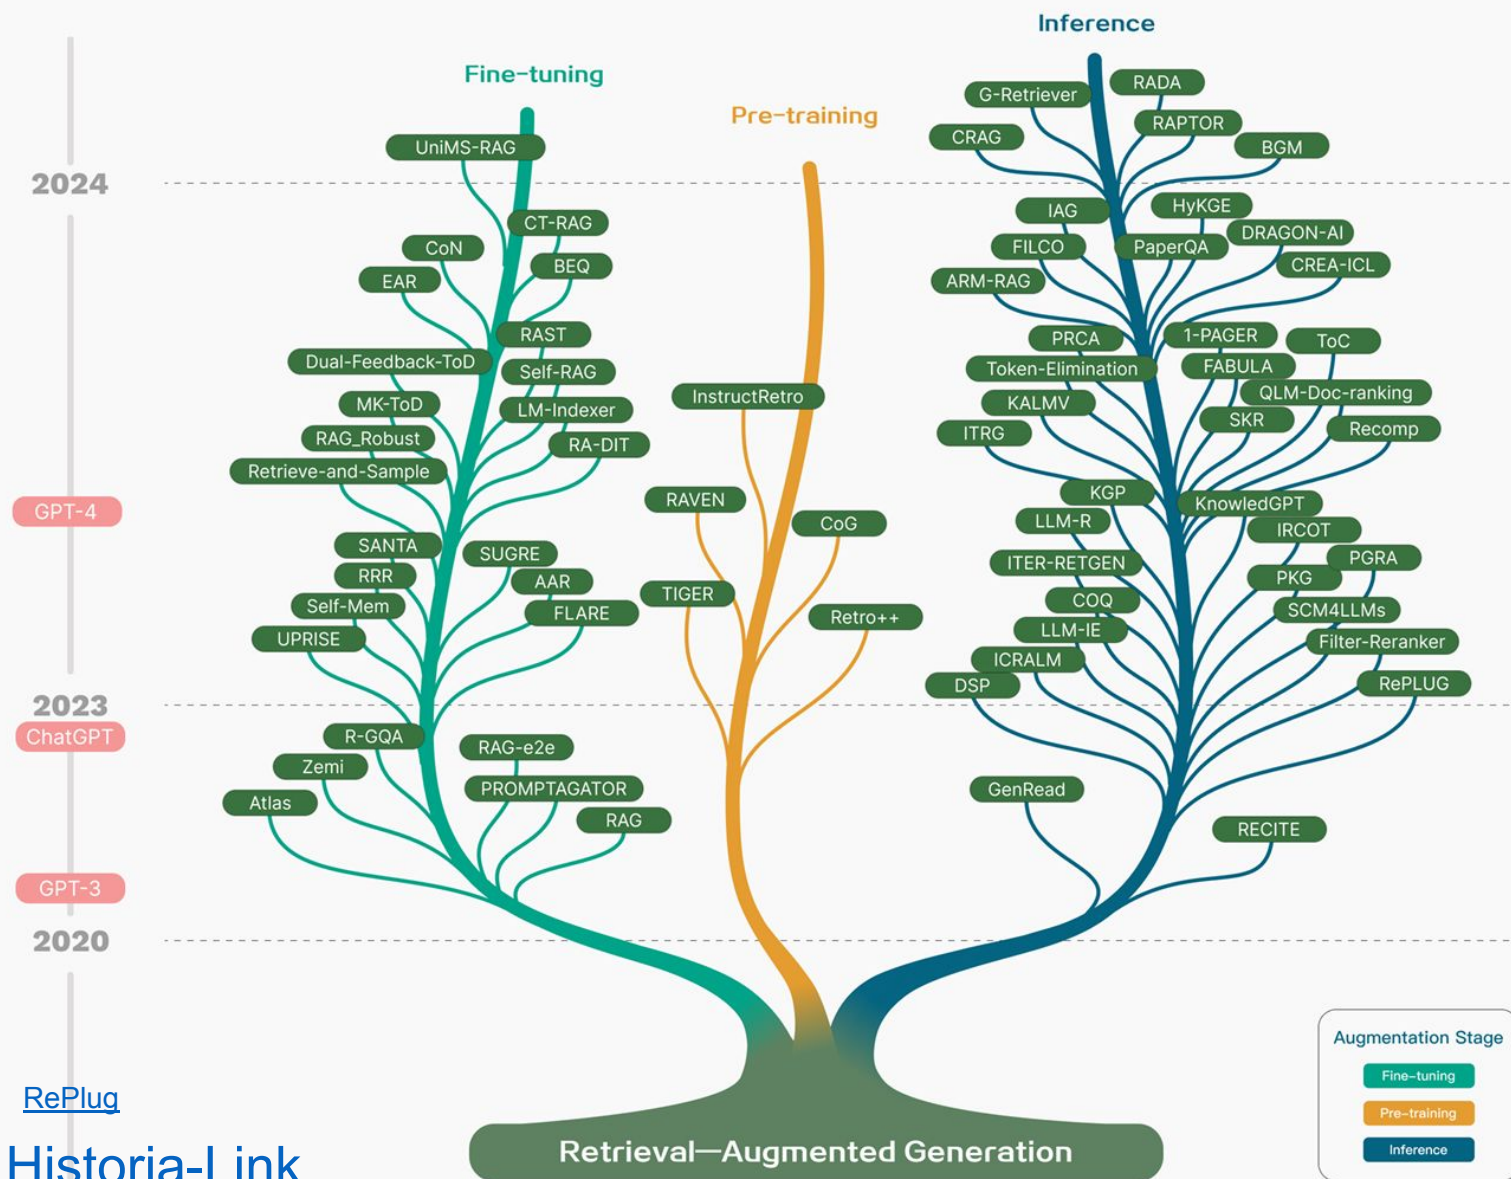 Inference
Fine-tuning
Pre-training
G-Retriever
RADA
CRAG
RAPTOR
BGM
UniMS-RAG
2024
CT-RAG
CoN
BEQ
EAR
IAG
HyKGE
FILCO
PaperQA
DRAGON-AI
ARM-RAG
CREA-ICL
RAST
Dual-Feedback-ToD
Self-RAG
MK-ToD
LM-Indexer
RAG_Robust
RA-DIT
Retrieve-and-Sample
InstructRetro
PRCA
1-PAGER
ToC
Token-Elimination
FABULA
KALMV
QLM-Doc-ranking
ITRG
SKR
Recomp
GPT-4
RAVEN
CoG
KGP
KnowledGPT
LLM-R
IRCOT
SANTA
SUGRE
ITER-RETGEN
PGRA
RRR
AAR
TIGER
COQ
PKG
Self-Mem
FLARE
Retro++
LLM-IE
SCM4LLMs
UPRISE
ICRALM
Filter-Reranker
DSP
RePLUG
2023
ChatGPT
R-GQA
RAG-e2e
Zemi
PROMPTAGATOR
Atlas
RAG
GenRead
RECITE
GPT-3
2020
Augmentation Stage
Fine-tuning
Pre-training
Inference
RePlug
Retrieval—Augmented Generation
Historia-Link